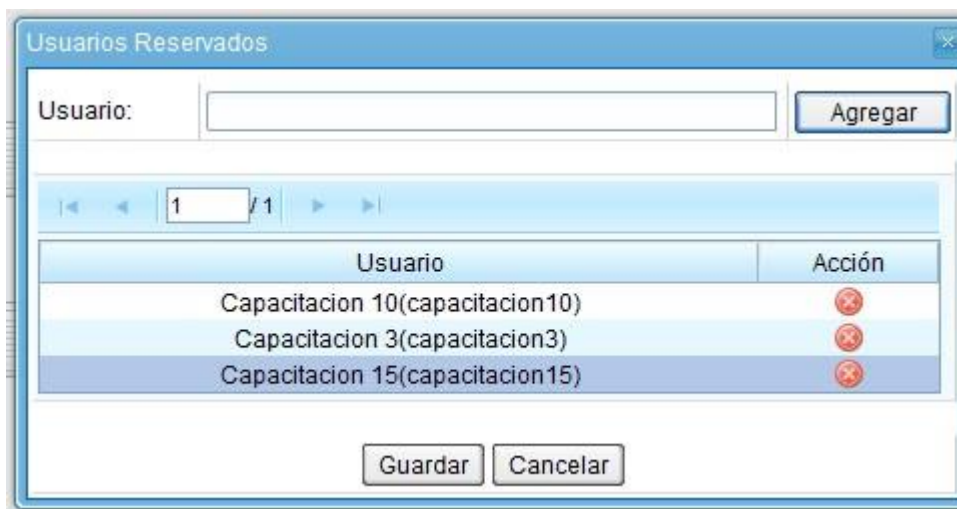 Usuarios Reservados
Usuario:
Agregar
1 / 1
Usuario Acción
Capacitacion 10(capacitacion10)
Capacitacion 3(capacitacion3)
Capacitacion 15(capacitacion15)
Guardar Cancelar